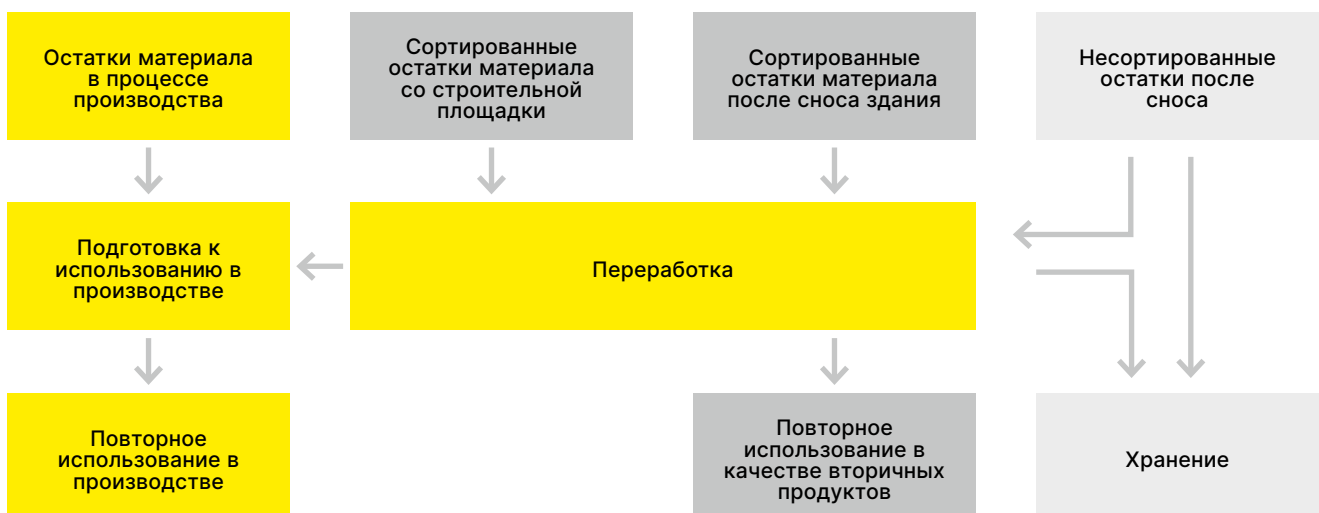 Остатки материала
в процессе
производства
Сортированные
остатки материала
со строительной
площадки
Сортированные
остатки материала
после сноса здания
Несортированные
остатки после
сноса
Подготовка к
использованию в
производстве
Переработка
Повторное
использование в
производстве
Повторное
использование в
качестве вторичных
продуктов
Хранение